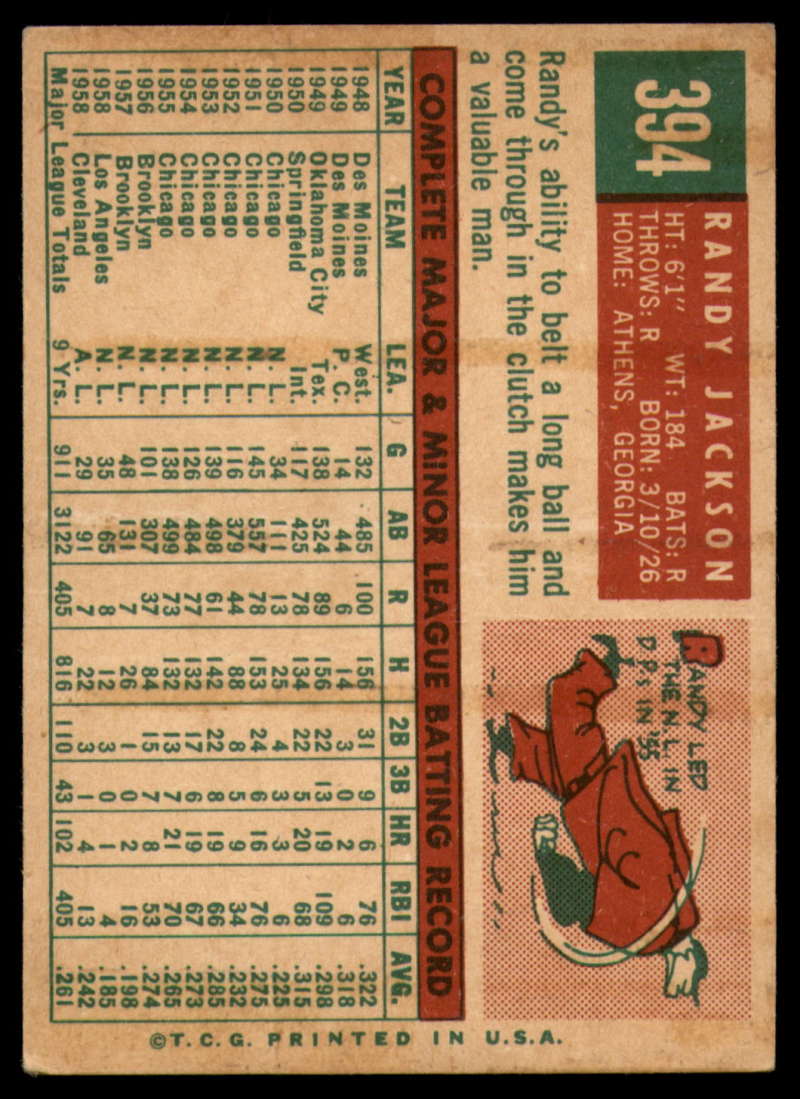 394
RANDY JACKSON
HT: 6'1" WT: 184 BATS: R
THROWS: R BORN: 3/10/26
HOME: ATHENS, GEORGIA
Randy's ability to belt a long ball and
come through in the clutch makes him
a valuable man.
RANDY LED
THE N.L. IN
D.P.s IN '55
COMPLETE MAJOR & MINOR LEAGUE BATTING RECORD
YEAR TEAM LEA. G AB R H 2B 3B HR RBI AVG.
1948 Des Moines West. 132 485 100 156 31 9 6 76 .322
1949 Des Moines P. C. 14 44 6 14 3 0 2 6 .318
1949 Oklahoma City Tex. 138 524 89 156 22 13 19 109 .298
1950 Springfield Int. 117 425 78 134 22 5 20 68 .315
1950 Chicago N. L. 34 111 13 25 4 3 3 6 .225
1951 Chicago N. L. 145 557 78 153 24 6 16 76 .275
1952 Chicago N. L. 116 379 44 88 8 5 9 34 .232
1953 Chicago N. L. 139 498 61 142 22 8 19 66 .285
1954 Chicago N. L. 126 484 77 132 17 6 19 67 .273
1955 Chicago N. L. 138 499 73 132 13 7 21 70 .265
1956 Brooklyn N. L. 101 307 37 84 15 7 8 53 .274
1957 Brooklyn N. L. 48 131 7 26 1 0 2 16 .198
1958 Los Angeles N. L. 35 65 8 12 3 0 1 4 .185
1958 Cleveland A. L. 29 91 7 22 3 1 4 13 .242
Major League Totals 9 Yrs. 911 3122 405 816 110 43 102 405 .261
©T.C.G. PRINTED IN U.S.A.